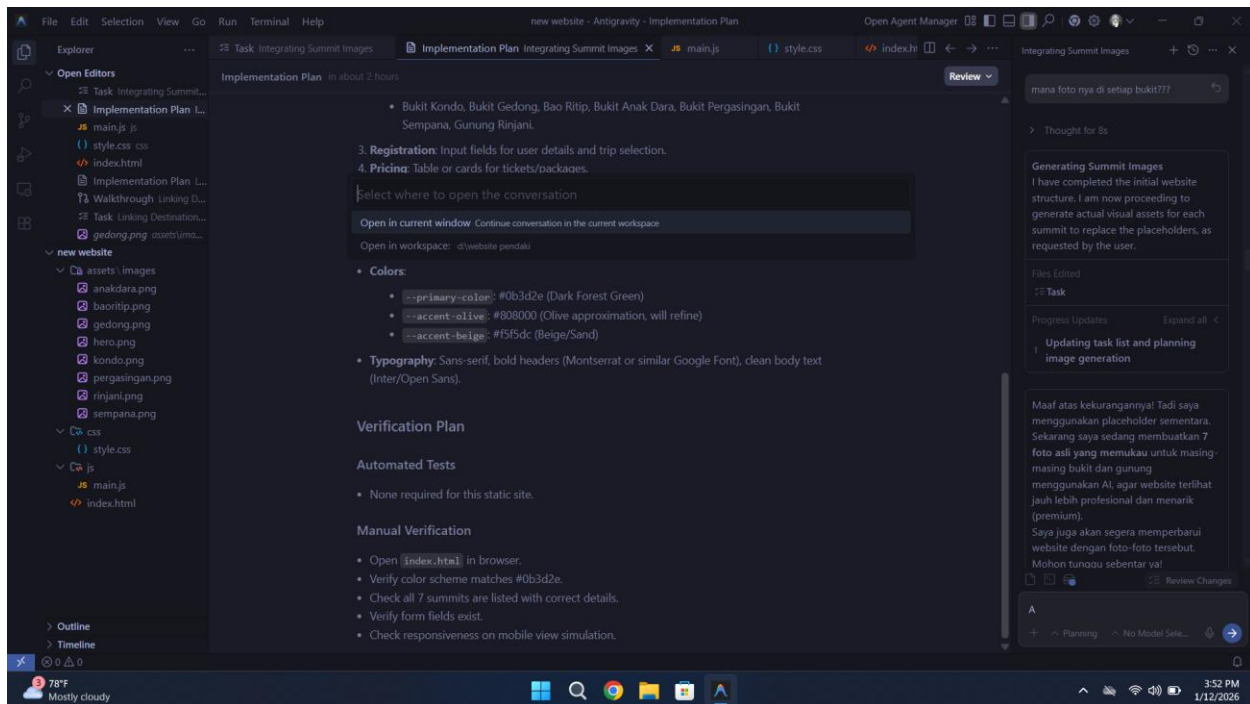 File Edit Selection View Go Run Terminal Help
new website - Antigravity - Implementation Plan
Open Agent Manager
Explorer
Open Editors
Task Integrating Summit...
Implementation Plan I...
JS main.js js
{ } style.css css
</> index.html
Implementation Plan L...
Walkthrough Linking D...
Task Linking Destination...
gedong.png assets\ima...
new website
assets \ images
anakdara.png
baoritip.png
gedong.png
hero.png
kondo.png
pergasingan.png
rinjani.png
sempana.png
css
{ } style.css
js
JS main.js
</> index.html
Outline
Timeline
Task Integrating Summit Images
Implementation Plan Integrating Summit Images
JS main.js
{ } style.css
</> index.ht
Implementation Plan in about 2 hours
Review
• Bukit Kondo, Bukit Gedong, Bao Ritip, Bukit Anak Dara, Bukit Pergasingan, Bukit
Sempana, Gunung Rinjani.
3. Registration: Input fields for user details and trip selection.
4. Pricing: Table or cards for tickets/packages.
Select where to open the conversation
Open in current window Continue conversation in the current workspace
Open in workspace: d:\website pendaki
• Colors:
• --primary-color: #0b3d2e (Dark Forest Green)
• --accent-olive: #808000 (Olive approximation, will refine)
• --accent-beige: #f5f5dc (Beige/Sand)
• Typography: Sans-serif, bold headers (Montserrat or similar Google Font), clean body text
(Inter/Open Sans).
Verification Plan
Automated Tests
• None required for this static site.
Manual Verification
• Open index.html in browser.
• Verify color scheme matches #0b3d2e.
• Check all 7 summits are listed with correct details.
• Verify form fields exist.
• Check responsiveness on mobile view simulation.
Integrating Summit Images
mana foto nya di setiap bukit???
Thought for 8s
Generating Summit Images
I have completed the initial website
structure. I am now proceeding to
generate actual visual assets for each
summit to replace the placeholders, as
requested by the user.
Files Edited
Task
Progress Updates
Expand all
1 Updating task list and planning
image generation
Maaf atas kekurangannya! Tadi saya
menggunakan placeholder sementara.
Sekarang saya sedang membuatkan 7
foto asli yang memukau untuk masing-
masing bukit dan gunung
menggunakan AI, agar website terlihat
jauh lebih profesional dan menarik
(premium).
Saya juga akan segera memperbarui
website dengan foto-foto tersebut.
Mohon tunggu sebentar ya!
Review Changes
A
Planning
No Model Sele...
0 0
3
78°F
Mostly cloudy
3:52 PM
1/12/2026